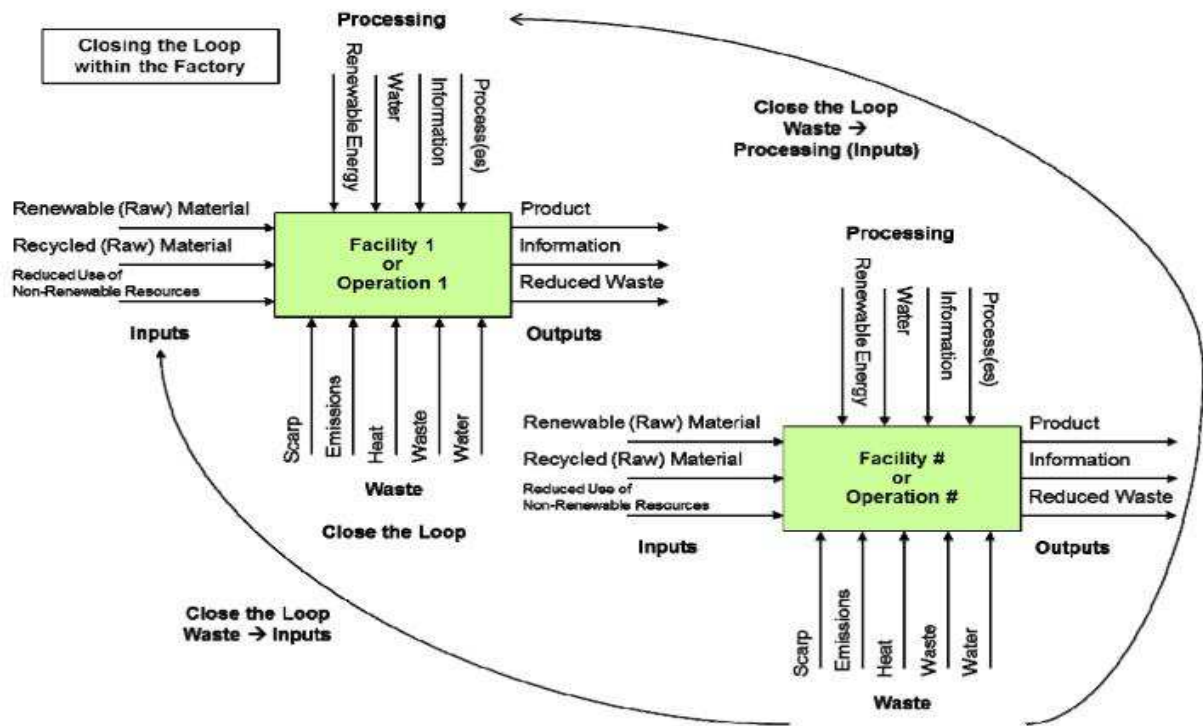 Closing the Loop
within the Factory
Processing
Renewable Energy
Water
Information
Process(es)
Close the Loop
Waste →
Processing (Inputs)
Renewable (Raw) Material
Recycled (Raw) Material
Reduced Use of
Non-Renewable Resources
Inputs
Facility 1
or
Operation 1
Product
Information
Reduced Waste
Outputs
Scarp
Emissions
Heat
Waste
Water
Waste
Close the Loop
Processing
Renewable Energy
Water
Information
Process(es)
Renewable (Raw) Material
Recycled (Raw) Material
Reduced Use of
Non-Renewable Resources
Inputs
Facility #
or
Operation #
Product
Information
Reduced Waste
Outputs
Close the Loop
Waste → Inputs
Scarp
Emissions
Heat
Waste
Water
Waste